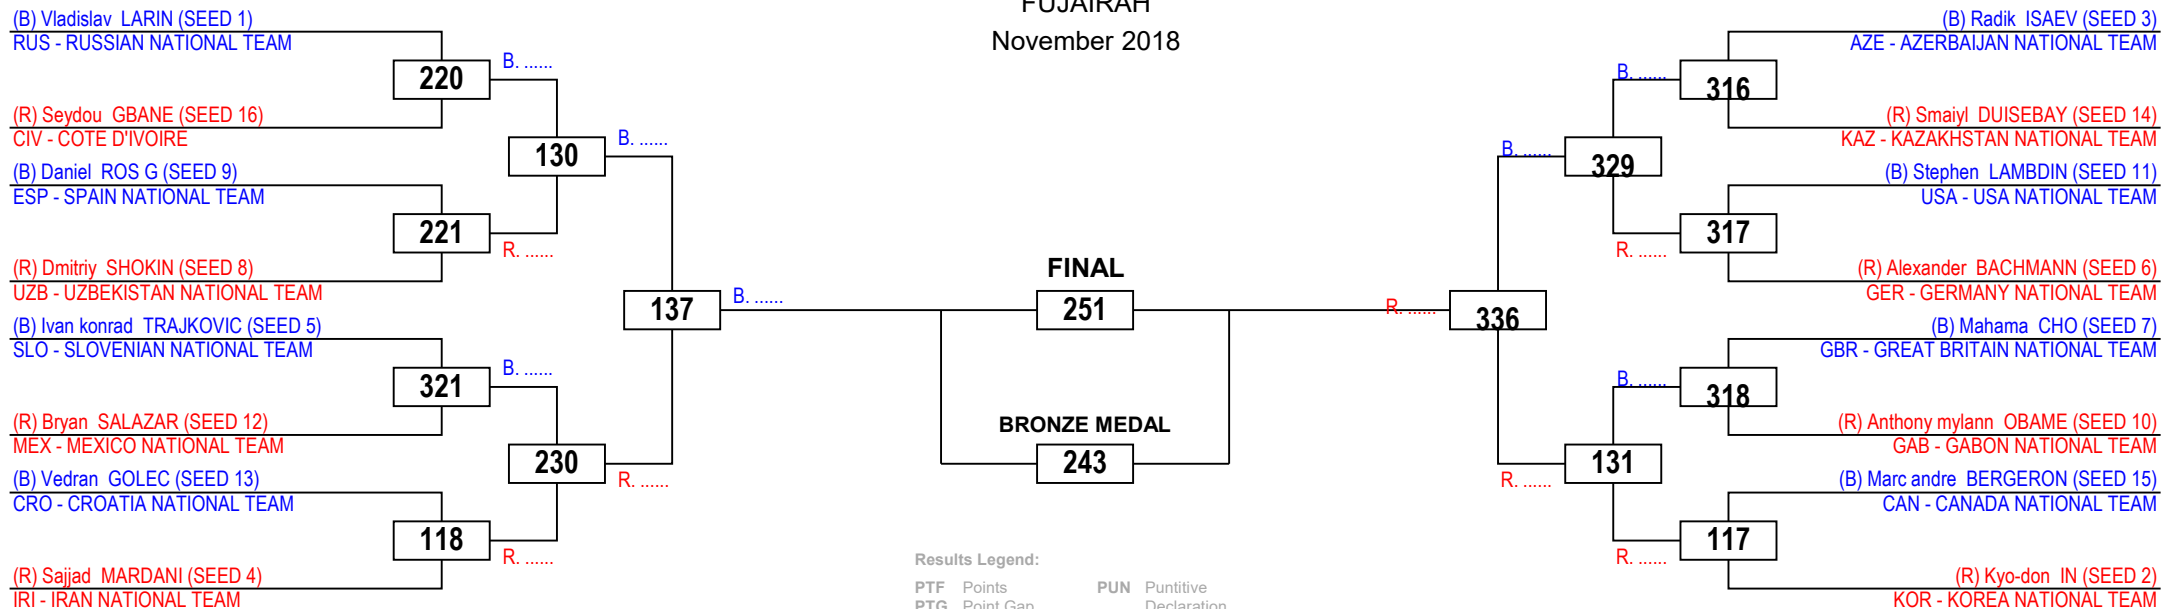 FUJAIRAH
November 2018
(B) Vladislav LARIN (SEED 1)
RUS - RUSSIAN NATIONAL TEAM
220
B. ......
(R) Seydou GBANE (SEED 16)
CIV - COTE D'IVOIRE
130
B. ......
(B) Daniel ROS G (SEED 9)
ESP - SPAIN NATIONAL TEAM
221
R. ......
(R) Dmitriy SHOKIN (SEED 8)
UZB - UZBEKISTAN NATIONAL TEAM
137
B. ......
(B) Ivan konrad TRAJKOVIC (SEED 5)
SLO - SLOVENIAN NATIONAL TEAM
321
B. ......
(R) Bryan SALAZAR (SEED 12)
MEX - MEXICO NATIONAL TEAM
230
R. ......
(B) Vedran GOLEC (SEED 13)
CRO - CROATIA NATIONAL TEAM
118
R. ......
(R) Sajjad MARDANI (SEED 4)
IRI - IRAN NATIONAL TEAM
FINAL
251
BRONZE MEDAL
243
(B) Radik ISAEV (SEED 3)
AZE - AZERBAIJAN NATIONAL TEAM
B. ......
316
(R) Smaiyl DUISEBAY (SEED 14)
KAZ - KAZAKHSTAN NATIONAL TEAM
B. ......
329
(B) Stephen LAMBDIN (SEED 11)
USA - USA NATIONAL TEAM
317
R. ......
(R) Alexander BACHMANN (SEED 6)
GER - GERMANY NATIONAL TEAM
R. ......
336
(B) Mahama CHO (SEED 7)
GBR - GREAT BRITAIN NATIONAL TEAM
B. ......
318
(R) Anthony mylann OBAME (SEED 10)
GAB - GABON NATIONAL TEAM
131
R. ......
(B) Marc andre BERGERON (SEED 15)
CAN - CANADA NATIONAL TEAM
117
R. ......
(R) Kyo-don IN (SEED 2)
KOR - KOREA NATIONAL TEAM
Results Legend:
PTF Points PUN Puntitive
PTG Point Gap Declaration